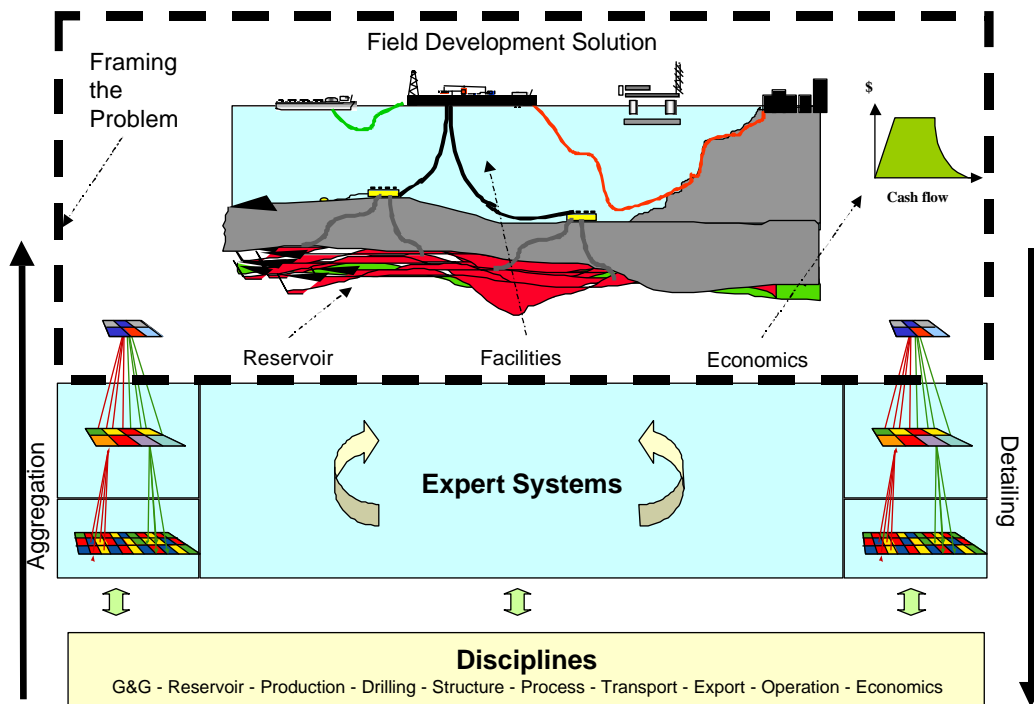 Field Development Solution
Framing
the
Problem
$
Cash flow
Reservoir
Facilities
Economics
Aggregation
Expert Systems
Detailing
Disciplines
G&G - Reservoir - Production - Drilling - Structure - Process - Transport - Export - Operation - Economics